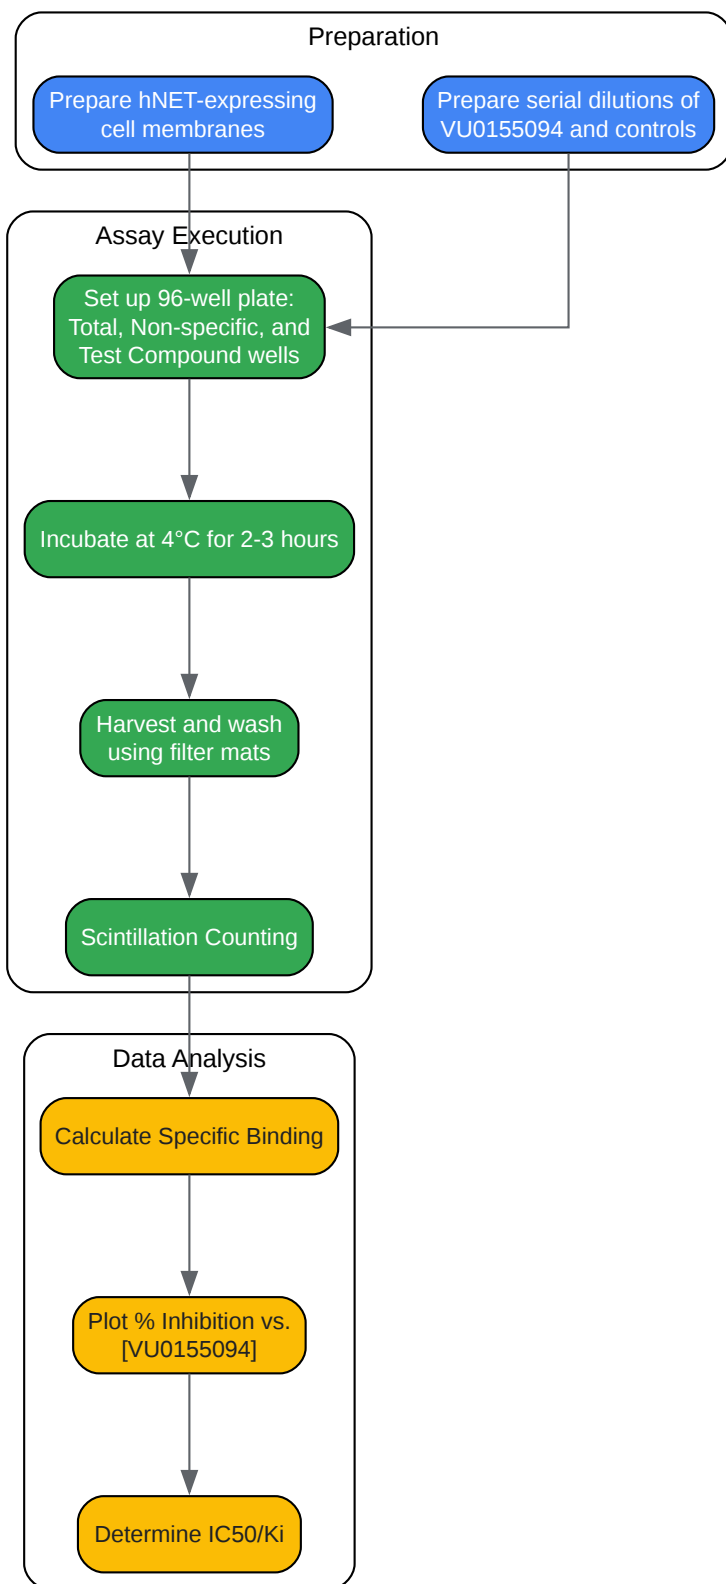 Preparation
Prepare hNET-expressing
cell membranes
Prepare serial dilutions of
VU0155094 and controls
Assay Execution
Set up 96-well plate:
Total, Non-specific, and
Test Compound wells
Incubate at 4°C for 2-3 hours
Harvest and wash
using filter mats
Scintillation Counting
Data Analysis
Calculate Specific Binding
Plot % Inhibition vs.
[VU0155094]
Determine IC50/Ki